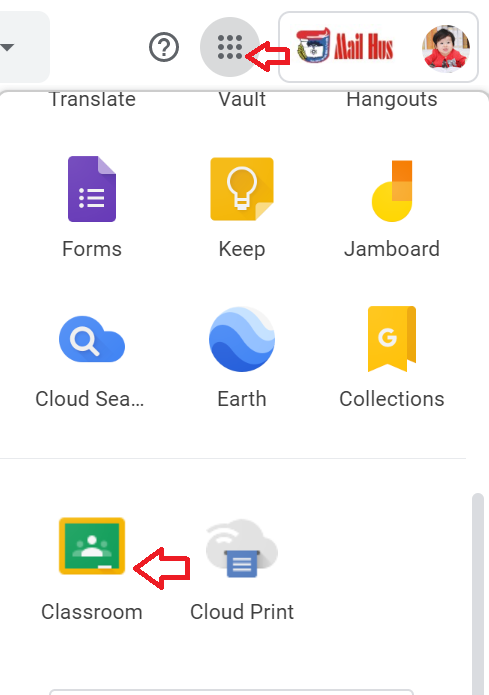 Mail Hus
Translate Vault Hangouts
Forms Keep Jamboard
G
Cloud Sea... Earth Collections
Classroom Cloud Print